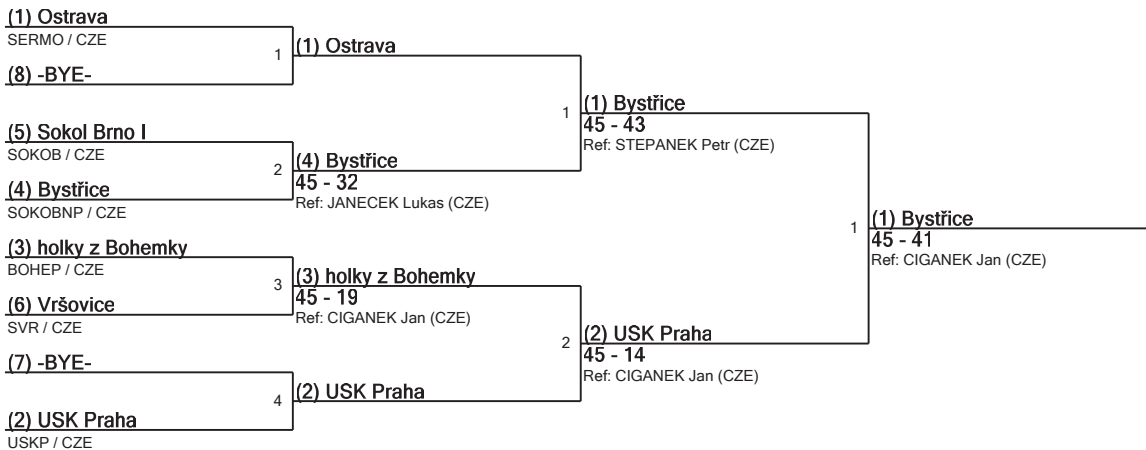 (1) Ostrava
SERMO / CZE
1
(1) Ostrava
(8) -BYE-
1
(1) Bystřice
45 - 43
Ref: STEPANEK Petr (CZE)
(5) Sokol Brno I
SOKOB / CZE
2
(4) Bystřice
45 - 32
Ref: JANECEK Lukas (CZE)
(4) Bystřice
SOKOBNP / CZE
1
(1) Bystřice
45 - 41
Ref: CIGANEK Jan (CZE)
(3) holky z Bohemky
BOHEP / CZE
3
(3) holky z Bohemky
45 - 19
Ref: CIGANEK Jan (CZE)
(6) Vršovice
SVR / CZE
2
(2) USK Praha
45 - 14
Ref: CIGANEK Jan (CZE)
(7) -BYE-
4
(2) USK Praha
(2) USK Praha
USKP / CZE